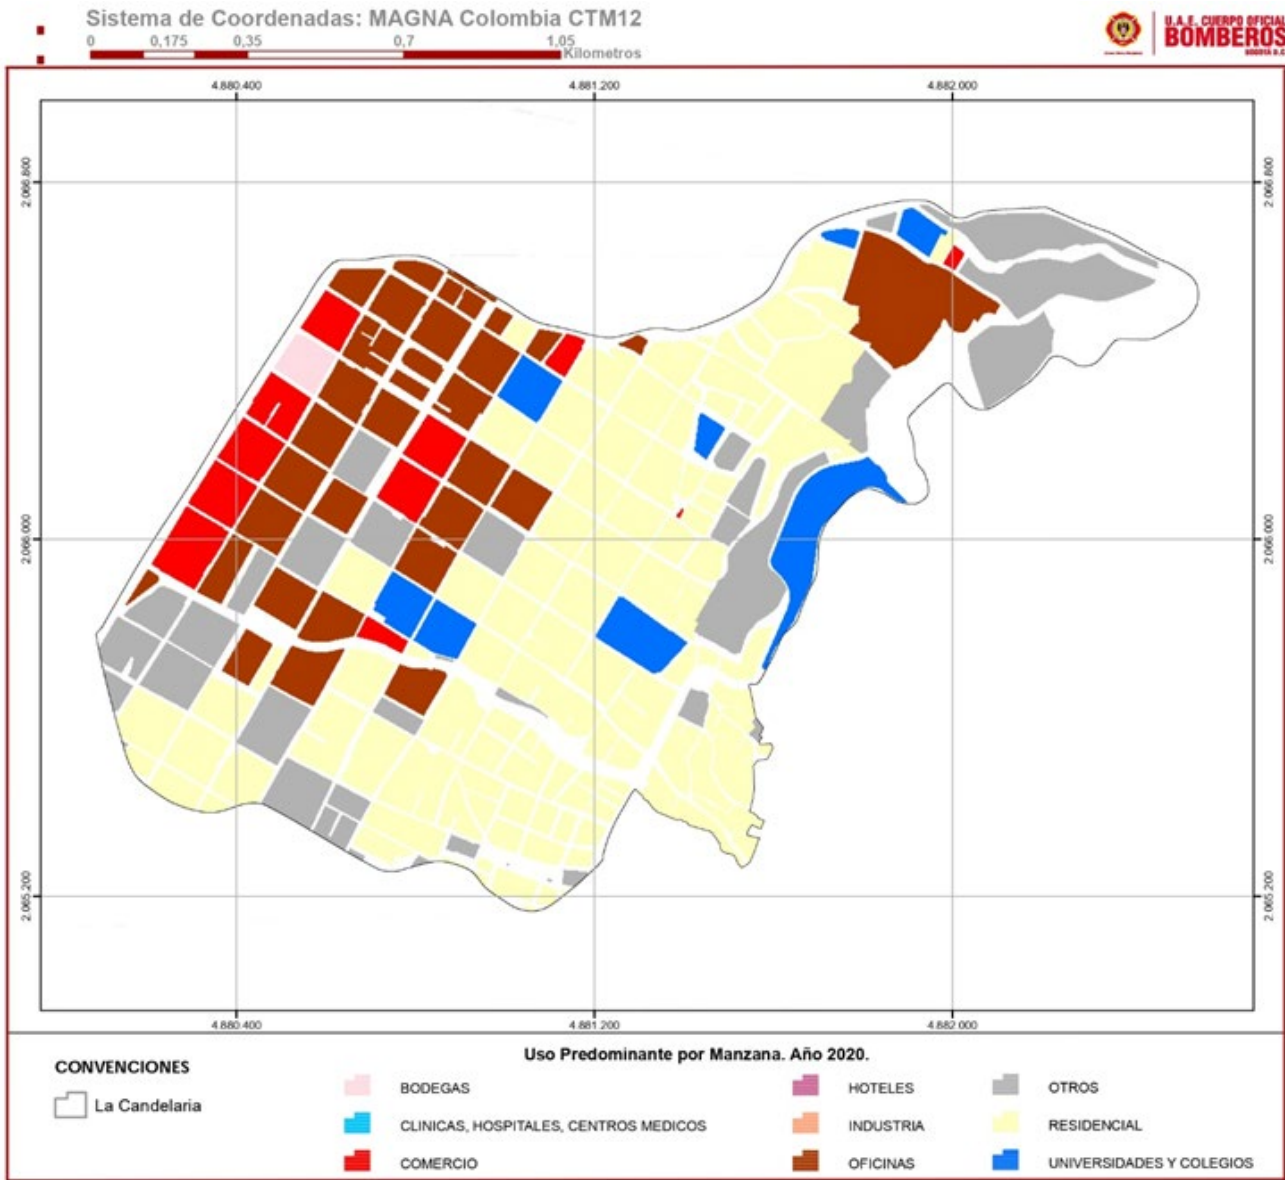 Sistema de Coordenadas: MAGNA Colombia CTM12
0 0,175 0,35 0,7 1,05
Kilometros
U.A.E. CUERPO OFICIAL
BOMBEROS
BOGOTÁ D.C.
4.880.400 4.881.200 4.882.000
2.066.800 2.066.800
2.066.000 2.066.000
2.065.200 2.065.200
4.880.400 4.881.200 4.882.000
Uso Predominante por Manzana. Año 2020.
CONVENCIONES
La Candelaria
BODEGAS
CLINICAS, HOSPITALES, CENTROS MEDICOS
COMERCIO
HOTELES
INDUSTRIA
OFICINAS
OTROS
RESIDENCIAL
UNIVERSIDADES Y COLEGIOS